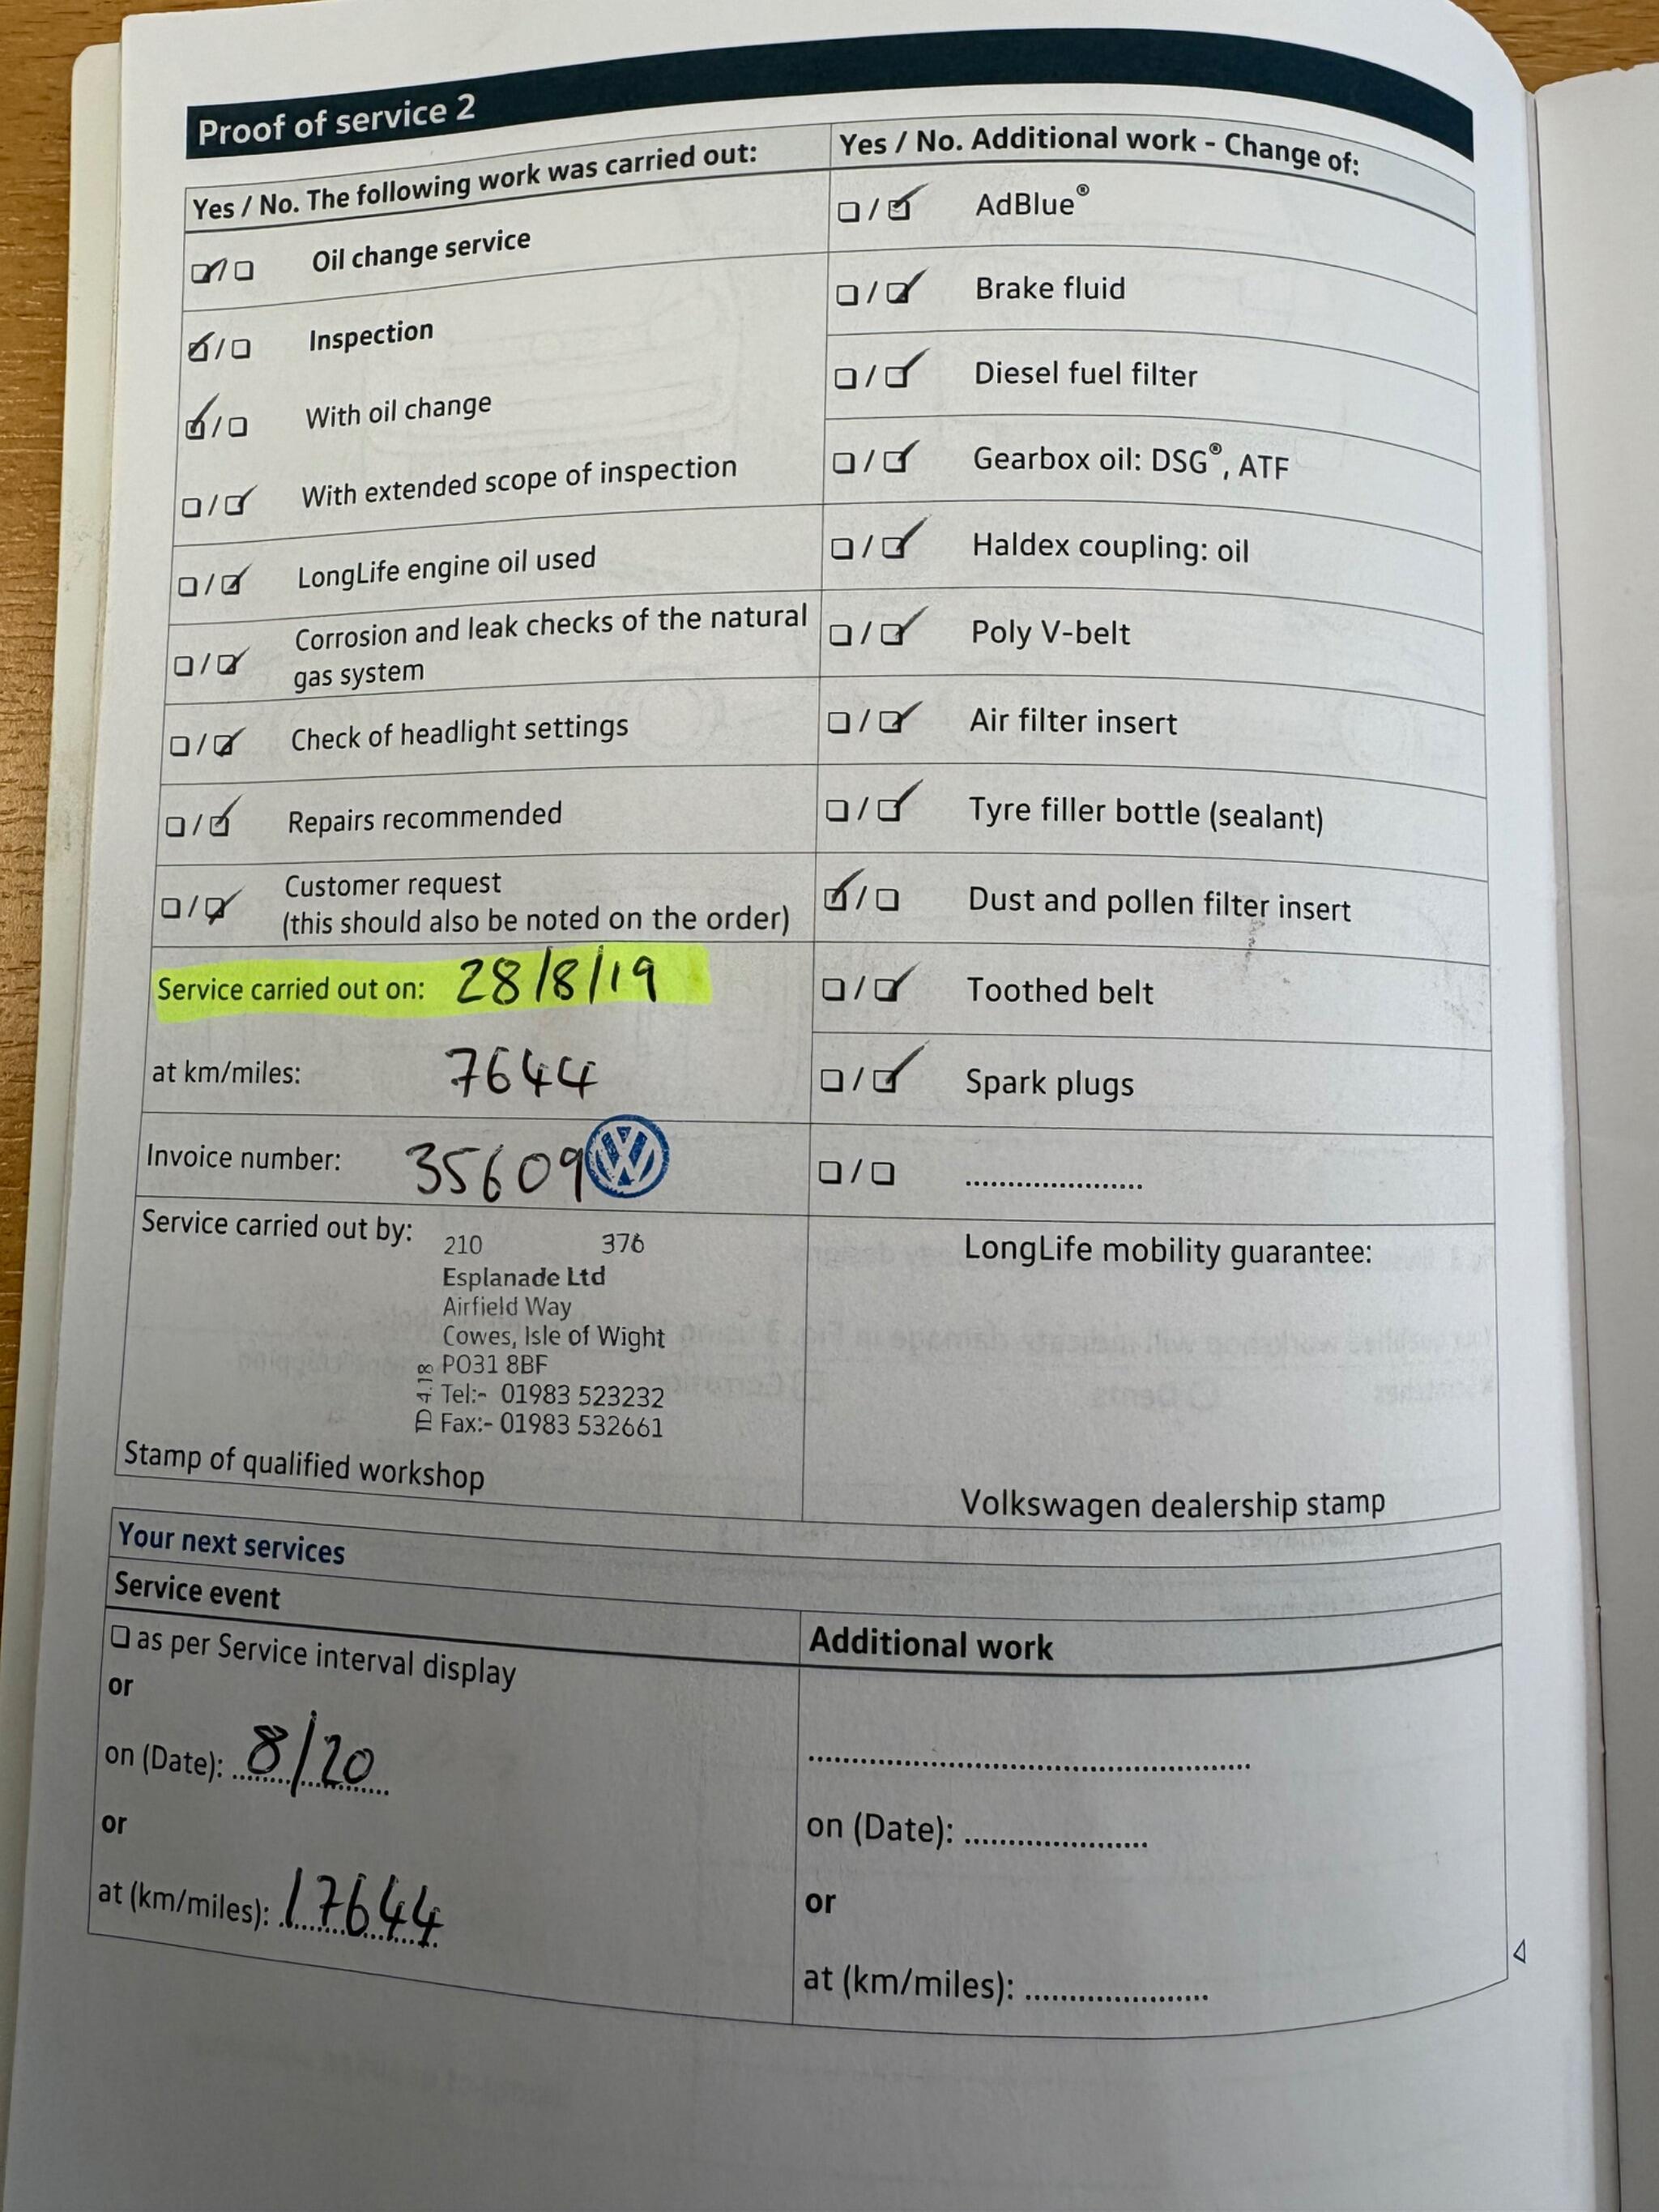 Proof of service 2
Yes / No. The following work was carried out:
Oil change service
Inspection
With oil change
With extended scope of inspection
LongLife engine oil used
Corrosion and leak checks of the natural
gas system
Check of headlight settings
Repairs recommended
Customer request
(this should also be noted on the order)
Service carried out on: 28/8/19
at km/miles: 7644
Invoice number: 35609
Service carried out by:
210 376
Esplanade Ltd
Airfield Way
Cowes, Isle of Wight
PO31 8BF
Tel:- 01983 523232
Fax:- 01983 532661
ID 418
Stamp of qualified workshop
Yes / No. Additional work - Change of:
AdBlue®
Brake fluid
Diesel fuel filter
Gearbox oil: DSG®, ATF
Haldex coupling: oil
Poly V-belt
Air filter insert
Tyre filler bottle (sealant)
Dust and pollen filter insert
Toothed belt
Spark plugs
.....................
LongLife mobility guarantee:
Volkswagen dealership stamp
Your next services
Service event
as per Service interval display
or
on (Date): 8/20
or
at (km/miles): 17644
Additional work
on (Date): .....................
or
at (km/miles): .....................